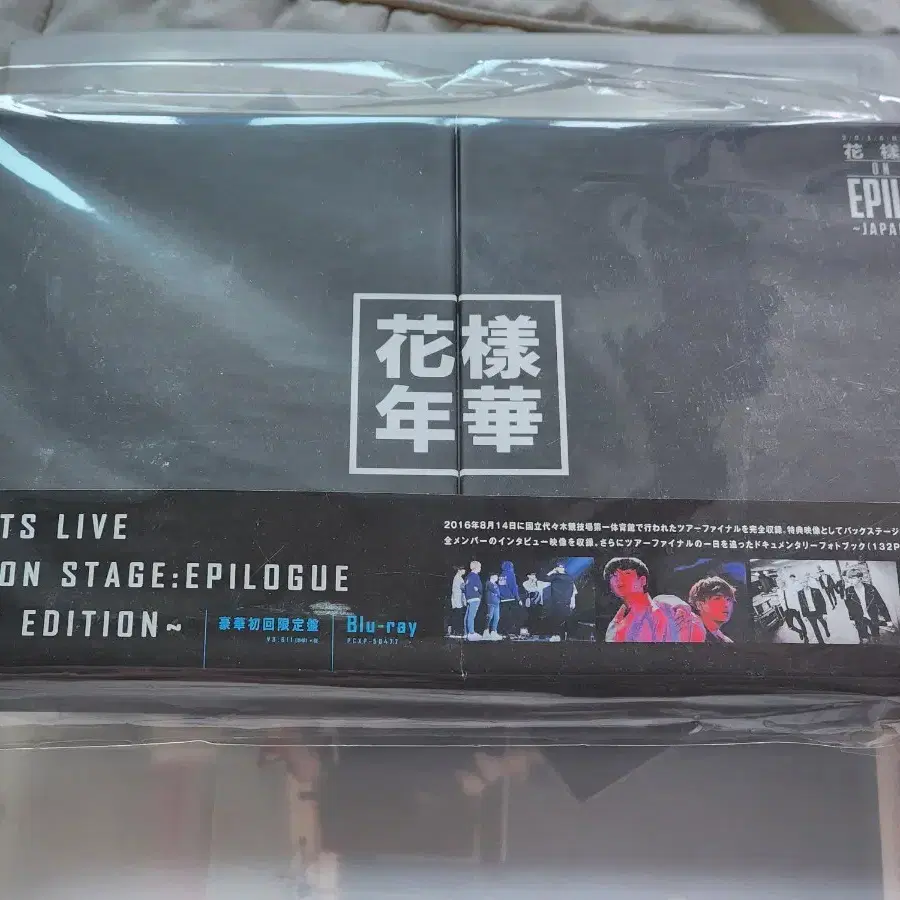 花樣
ON
EPIL
~JAPA
花樣
年華
TS LIVE
ON STAGE:EPILOGUE
EDITION~
豪華初回限定盤
Blu-ray
PCXP-50477
2016年8月14日に国立代々木競技場第一体育館で行われたツアーファイナルを完全収録。特典映像としてバックステージ
全メンバーのインタビュー映像を収録。さらにツアーファイナルの一日を追ったドキュメンタリーフォトブック(132P